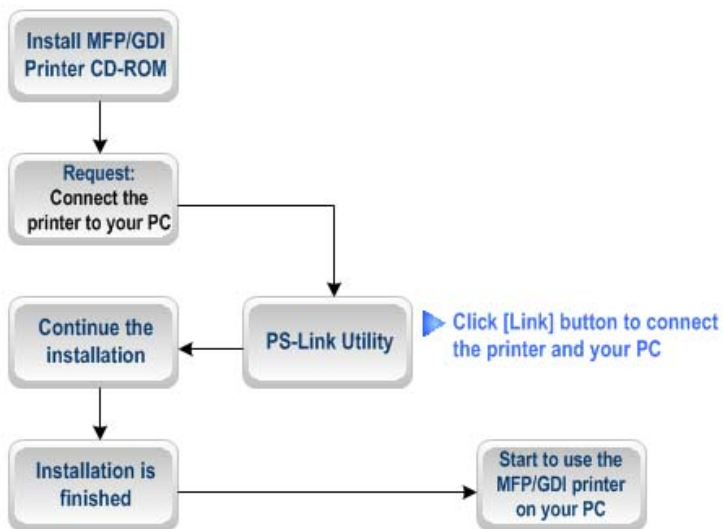 Install MFP/GDI
Printer CD-ROM
Request:
Connect the
printer to your PC
PS-Link Utility
Click [Link] button to connect
the printer and your PC
Continue the
installation
Installation is
finished
Start to use the
MFP/GDI printer
on your PC